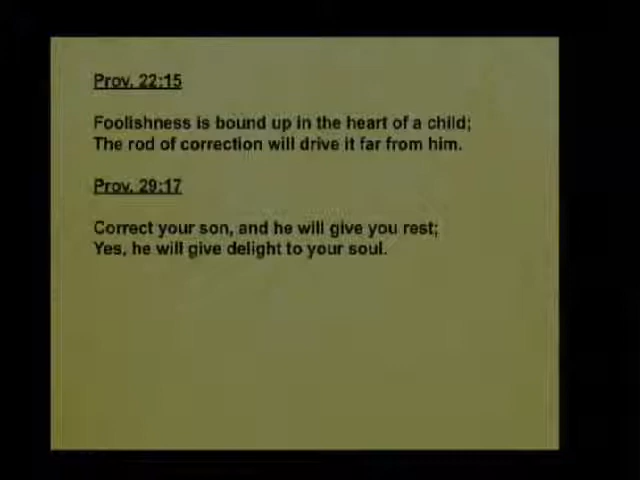 Prov. 22:15
Foolishness is bound up in the heart of a child;
The rod of correction will drive it far from him.
Prov. 29:17
Correct your son, and he will give you rest;
Yes, he will give delight to your soul.